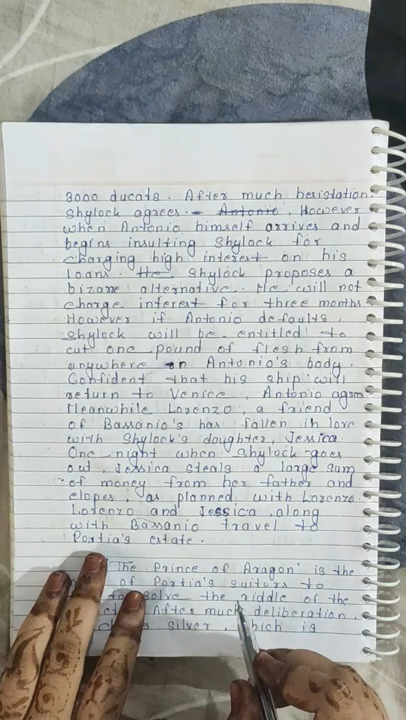 3000 ducats. After much hesistation
Shylock agrees. Antonio. However
when Antonio himself arrives and
begins insulting Shylock for
charging high interest on his
loans. the Shylock proposes a
bizare alternative. He will not
charge interest for three months.
However if Antonio defaults,
Shylock will be entitled to
cut one pound of flesh from
anywhere on Antonio's body.
Confident that his ship will
return to Venice, Antonio agrees
Meanwhile Lorenzo, a friend
of Bassanio's has fallen in love
with Shylock's daughter, Jessica.
One night when Shylock goes
out, Jessica steals a large sum
of money from her father and
elopes, as planned, with Lorenzo.
Lorenzo and Jessica, along
with Bassanio travel to
Portia's estate.
The Prince of Aragon is the
of Portia's suitors to
to solve the riddle of the
After much deliberation,
silver, which is